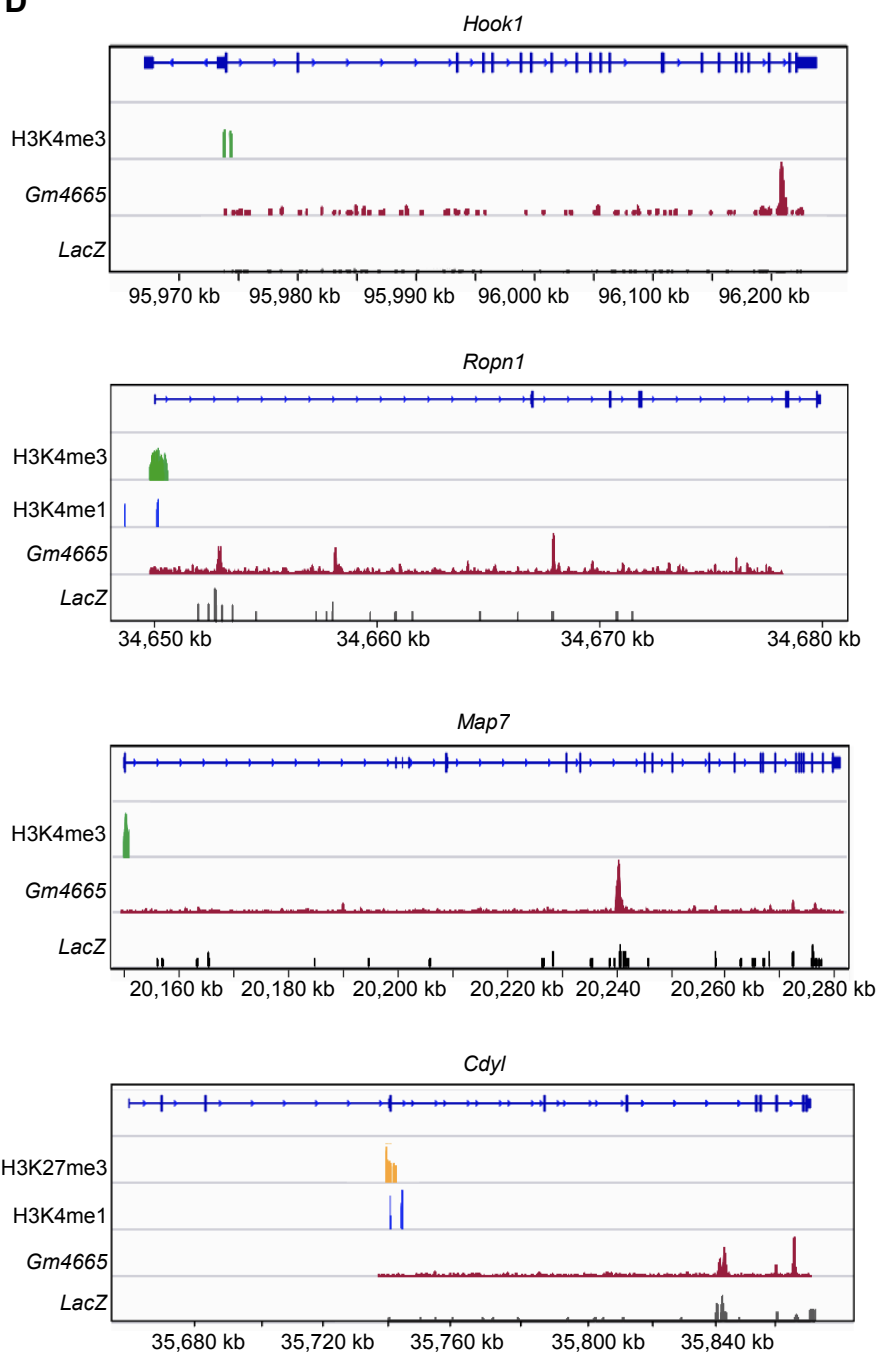 D
Hook1
H3K4me3
Gm4665
LacZ
95,970 kb 95,980 kb 95,990 kb 96,000 kb 96,100 kb 96,200 kb
Ropn1
H3K4me3
H3K4me1
Gm4665
LacZ
34,650 kb 34,660 kb 34,670 kb 34,680 kb
Map7
H3K4me3
Gm4665
LacZ
20,160 kb 20,180 kb 20,200 kb 20,220 kb 20,240 20,260 kb 20,280 kb
Cdyl
H3K27me3
H3K4me1
Gm4665
LacZ
35,680 kb 35,720 kb 35,760 kb 35,800 kb 35,840 kb